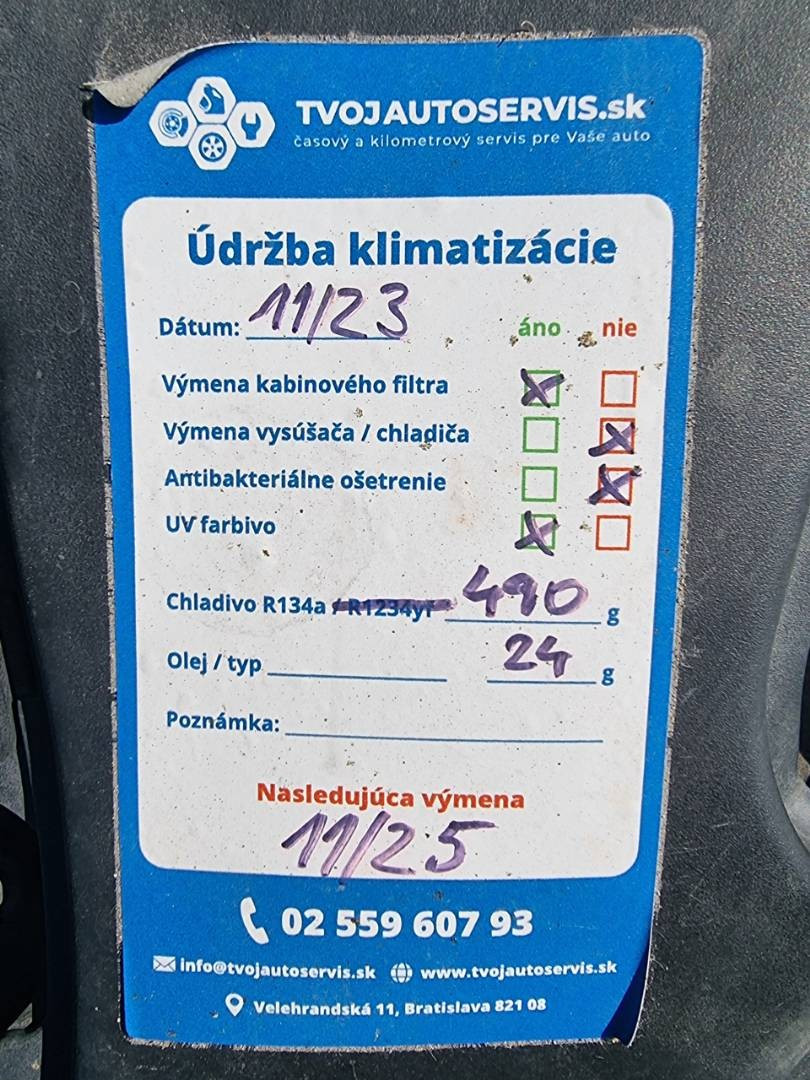 TVOJAUTOSERVIS.sk
časový a kilometrový servis pre Vaše auto
Údržba klimatizácie
Dátum: 11/23 áno nie
Výmena kabinového filtra X
Výmena vysúšača / chladiča X
Antibakteriálne ošetrenie X
UV farbivo X
Chladivo R134a / R1234yf 490 g
Olej / typ 24 g
Poznámka:
Nasledujúca výmena
11/25
02 559 607 93
info@tvojautoservis.sk www.tvojautoservis.sk
Velehrandská 11, Bratislava 821 08